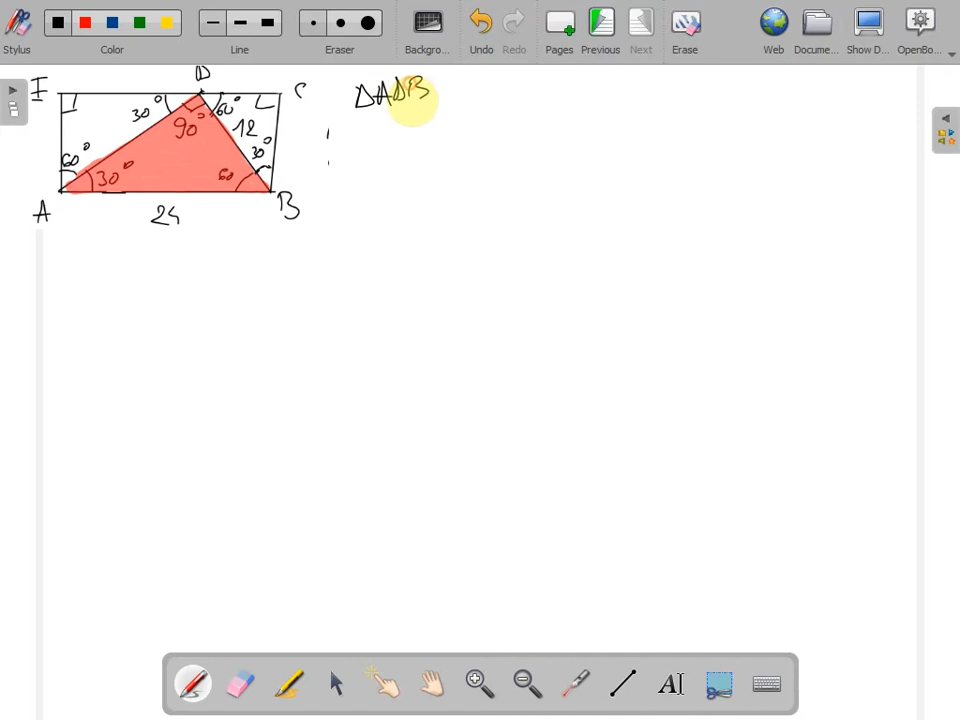 Stylus
Color
Line
Eraser
Backgro...
Undo
Redo
Pages
Previous
Next
Erase
Web
Docume...
Show D...
OpenBo...
I
D
C
30°
60°
90°
12
60°
30°
30°
60
A
24
B
ΔADB